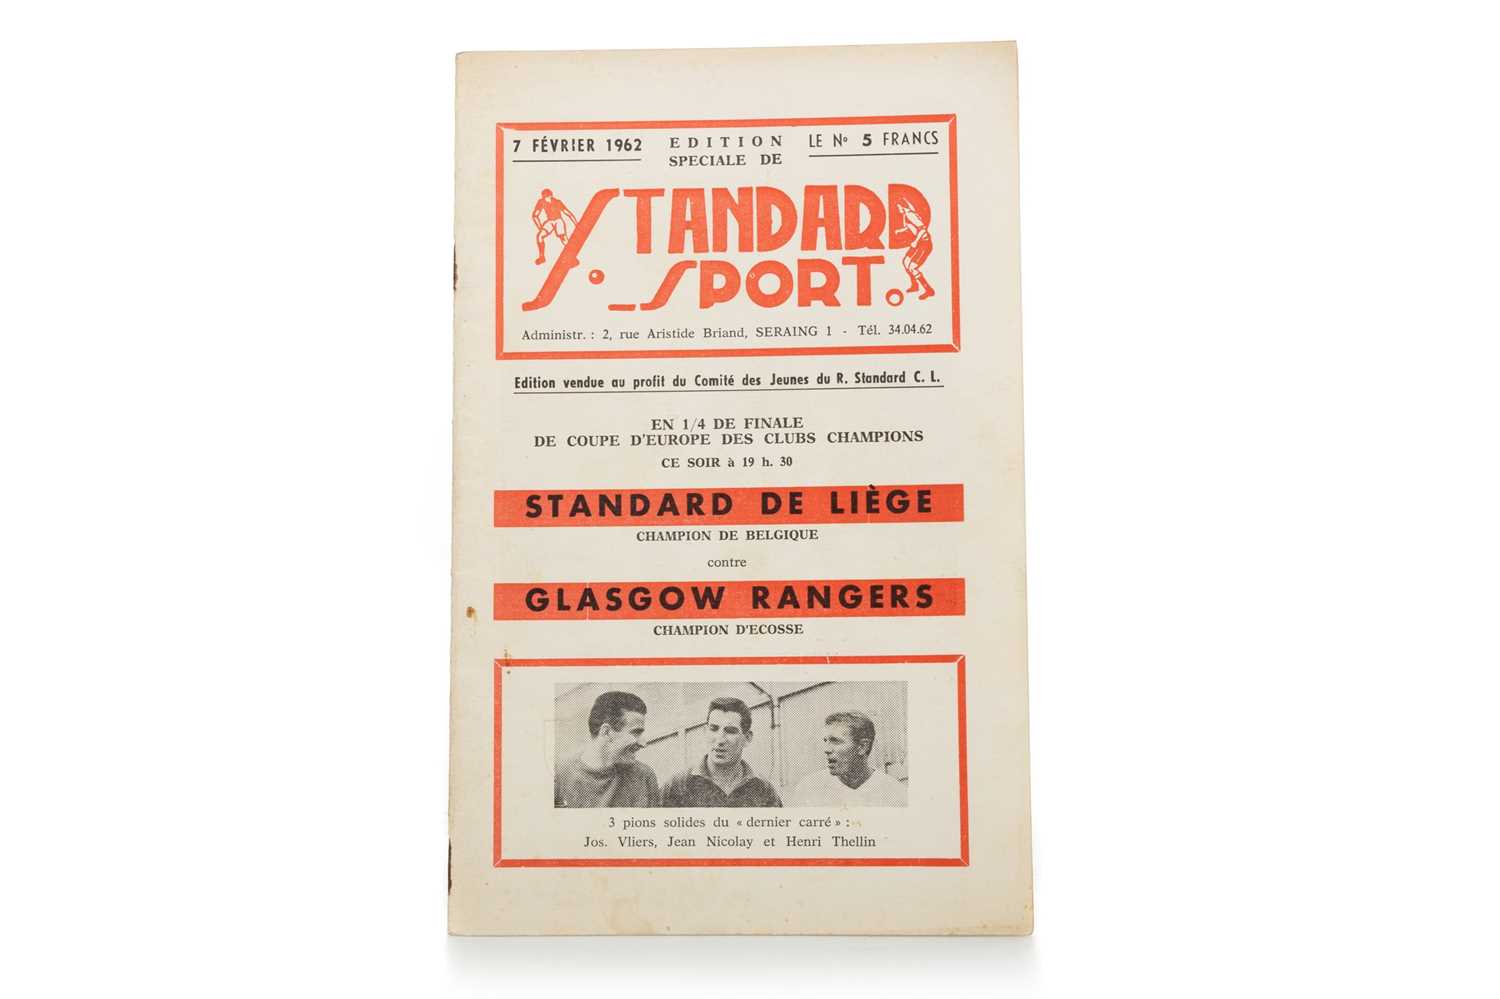 7 FÉVRIER 1962
EDITION
SPECIALE DE
LE Nº 5 FRANCS
STANDARD
SPORT.
Administr. : 2, rue Aristide Briand, SERAING 1 - Tél. 34.04.62
Edition vendue au profit du Comité des Jeunes du R. Standard C. L.
EN 1/4 DE FINALE
DE COUPE D'EUROPE DES CLUBS CHAMPIONS
CE SOIR à 19 h. 30
STANDARD DE LIÈGE
CHAMPION DE BELGIQUE
contre
GLASGOW RANGERS
CHAMPION D'ECOSSE
3 pions solides du « dernier carré » :
Jos. Vliers, Jean Nicolay et Henri Thellin